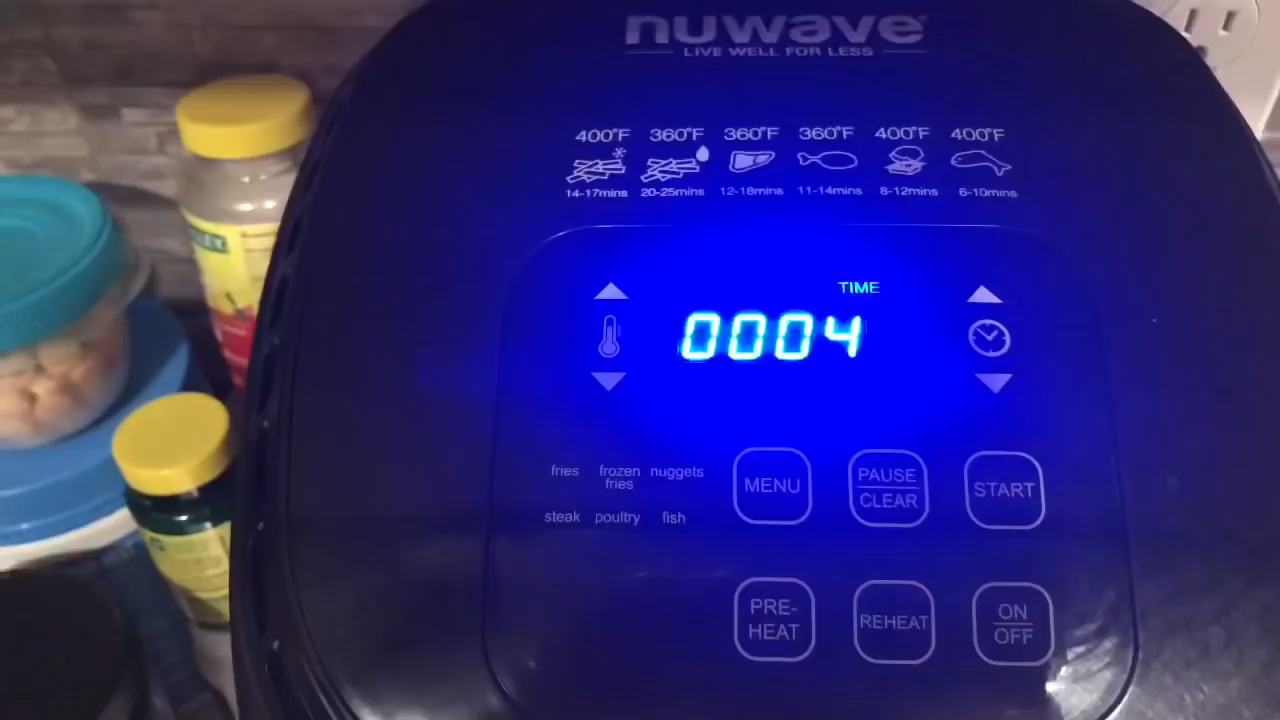 nuwave
LIVE WELL FOR LESS
400°F 360°F 360°F 360°F 400°F 400°F
14-17mins 20-25mins 12-18mins 11-14mins 8-12mins 6-10mins
TIME
0004
fries frozen fries nuggets
steak poultry fish
MENU
PAUSE
CLEAR
START
PRE-
HEAT
REHEAT
ON
OFF